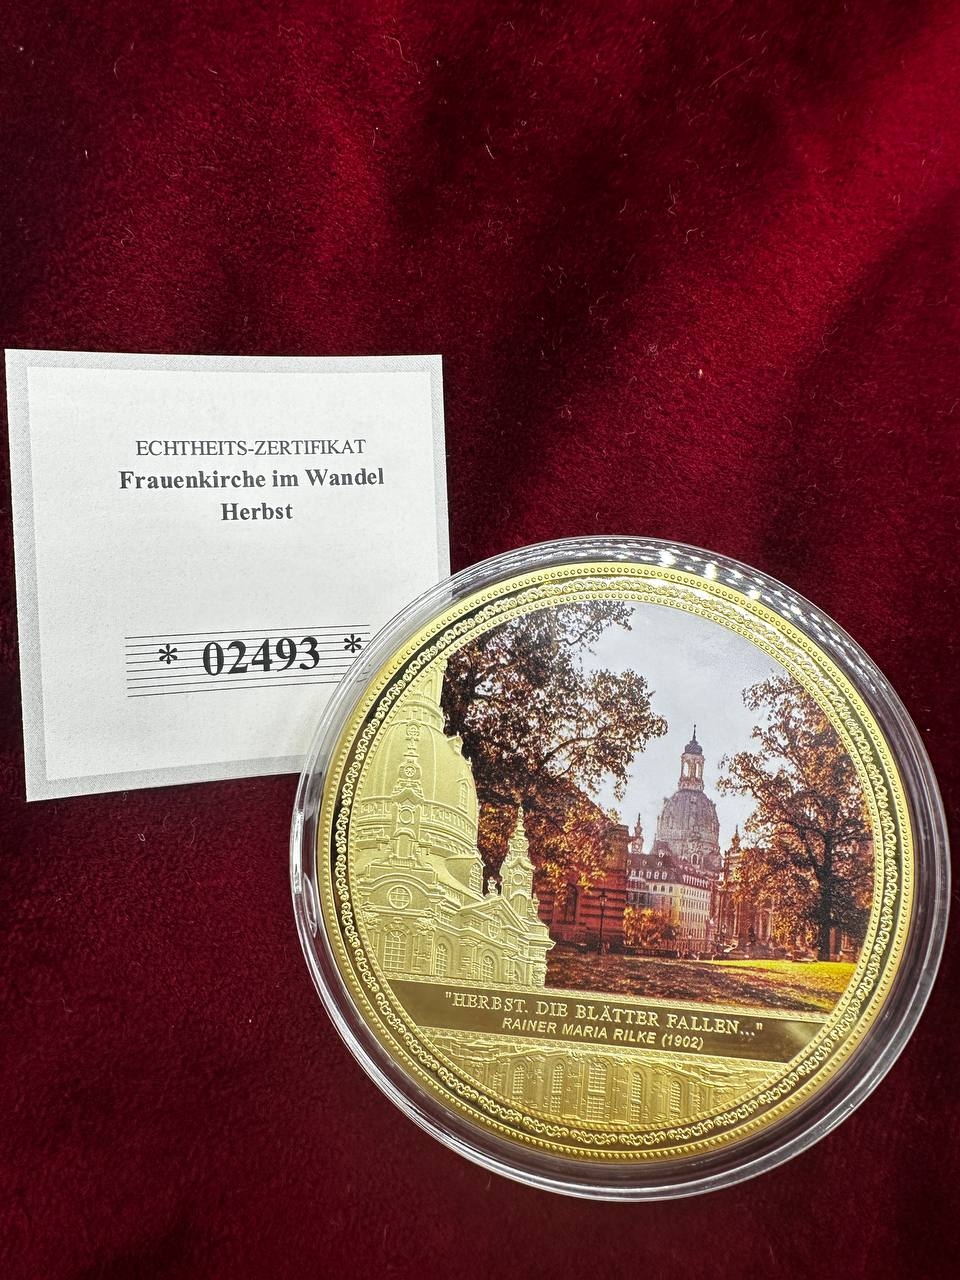 ECHTHEITS-ZERTIFIKAT
Frauenkirche im Wandel
Herbst
* 02493 *
"HERBST. DIE BLÄTTER FALLEN..."
RAINER MARIA RILKE (1902)